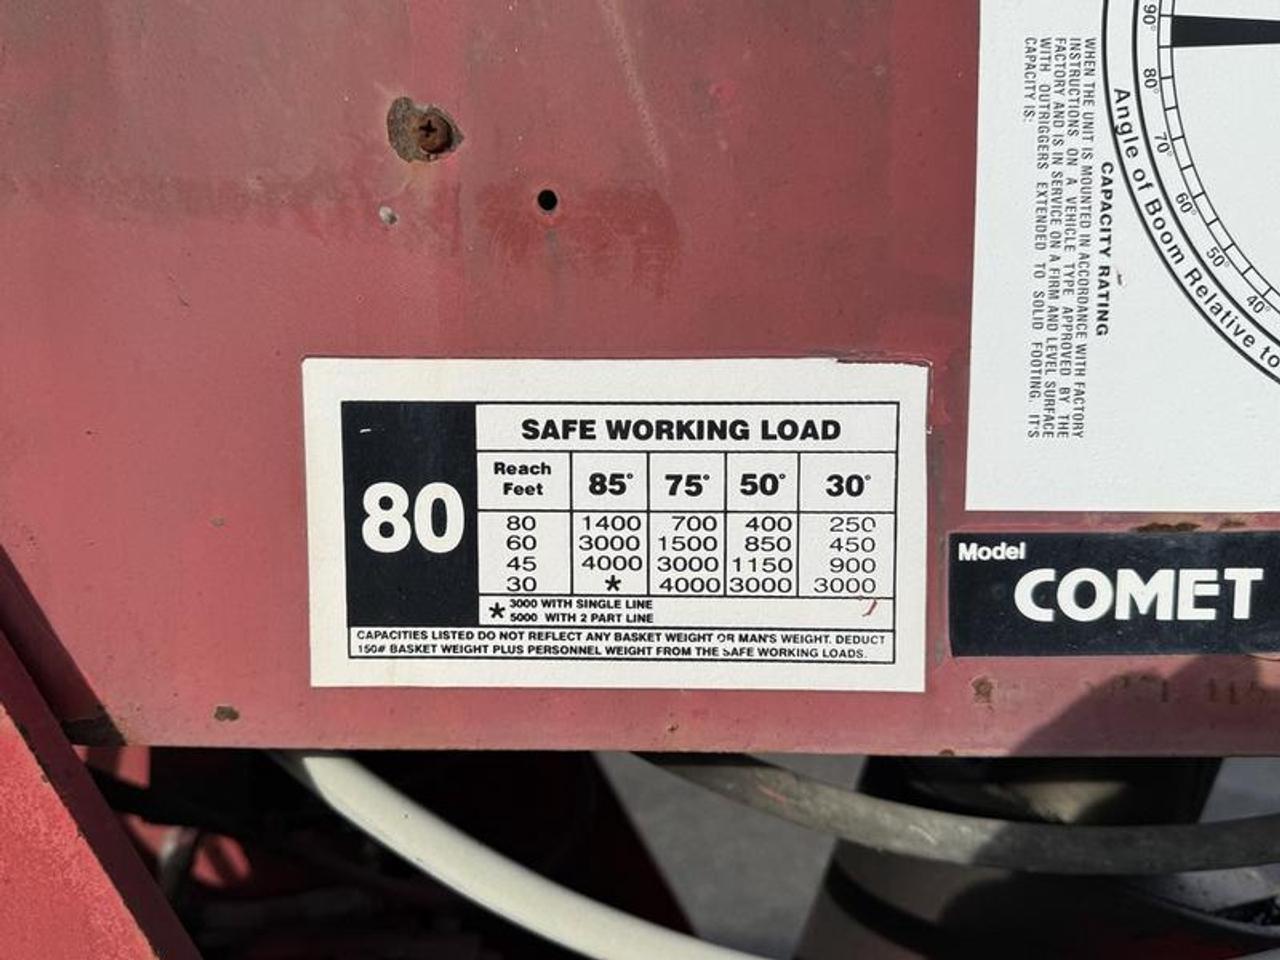 80
SAFE WORKING LOAD
Reach Feet 85° 75° 50° 30°
80 1400 700 400 250
60 3000 1500 850 450
45 4000 3000 1150 900
30 * 4000 3000 3000
* 3000 WITH SINGLE LINE
5000 WITH 2 PART LINE
CAPACITIES LISTED DO NOT REFLECT ANY BASKET WEIGHT OR MAN'S WEIGHT. DEDUCT
150# BASKET WEIGHT PLUS PERSONNEL WEIGHT FROM THE SAFE WORKING LOADS.
90° 80° 70° 60° 50° 40°
Angle of Boom Relative to
CAPACITY RATING
WHEN THE UNIT IS MOUNTED IN ACCORDANCE WITH FACTORY
INSTRUCTIONS ON A VEHICLE TYPE APPROVED BY THE
FACTORY AND IS IN SERVICE ON A FIRM AND LEVEL SURFACE
WITH OUTRIGGERS EXTENDED TO SOLID FOOTING. IT'S
CAPACITY IS:
Model
COMET